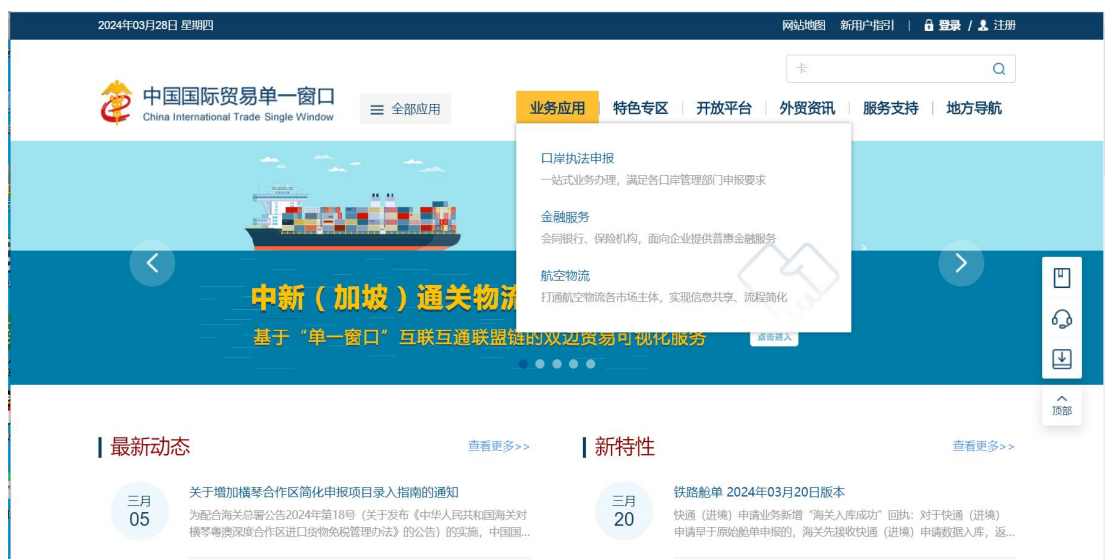 2024年03月28日 星期四
网站地图 新用户指引 | 登录 / 注册
卡
中国国际贸易单一窗口
China International Trade Single Window
全部应用
业务应用 特色专区 开放平台 外贸资讯 服务支持 地方导航
口岸执法申报
一站式业务办理，满足各口岸管理部门申报要求
金融服务
会同银行、保险机构，面向企业提供普惠金融服务
航空物流
打通航空物流各市场主体，实现信息共享、流程简化
中新（加坡）通关物流
基于“单一窗口”互联互通联盟链的双边贸易可视化服务
点击进入
顶部
最新动态
查看更多>>
三月
05
关于增加横琴合作区简化申报项目录入指南的通知
为配合海关总署公告2024年第18号（关于发布《中华人民共和国海关对
横琴粤澳深度合作区进口货物免税管理办法》的公告）的实施，中国国...
新特性
查看更多>>
三月
20
铁路舱单 2024年03月20日版本
快通（进境）申请业务新增“海关入库成功”回执：对于快通（进境）
申请早于原始舱单申报的，海关先接收快通（进境）申请数据入库，返...